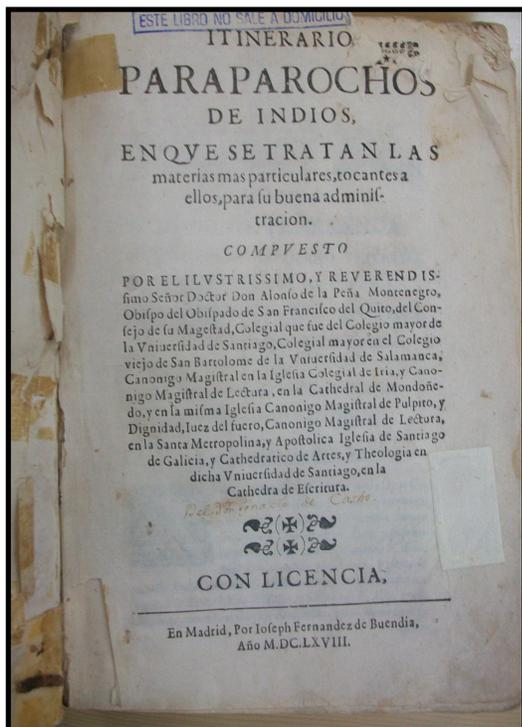 ESTE LIBRO NO SALE A DOMICILIO
ITINERARIO
PARAPAROCHOS
DE INDIOS,
EN QVE SE TRATAN LAS
materias mas particulares, tocantes a
ellos, para ſu buena adminiſ-
tracion.
COMPVESTO
POR EL ILVSTRISSIMO, Y REVERENDIS-
ſimo Señor Doctor Don Alonſo de la Peña Montenegro,
Obiſpo del Obiſpado de San Franciſco del Quito, del Con-
ſejo de ſu Mageſtad, Colegial que fue del Colegio mayor de
la Vniuerſidad de Santiago, Colegial mayor en el Colegio
viejo de San Bartolome de la Vniuerſidad de Salamanca,
Canonigo Magiſtral en la Igleſia Colegial de Iria, y Cano-
nigo Magiſtral de Lectura, en la Cathedral de Mondoñe-
do, y en la miſma Igleſia Canonigo Magiſtral de Pulpito, y
Dignidad, Iuez del fuero, Canonigo Magiſtral de Lectura,
en la Santa Metropolina, y Apoſtolica Igleſia de Santiago
de Galicia, y Cathedratico de Artes, y Theologia en
dicha Vniuerſidad de Santiago, en la
Cathedra de Eſcritura.
de
CON LICENCIA,
En Madrid, Por Ioſeph Fernandez de Buendia,
Año M.DC.LXVIII.